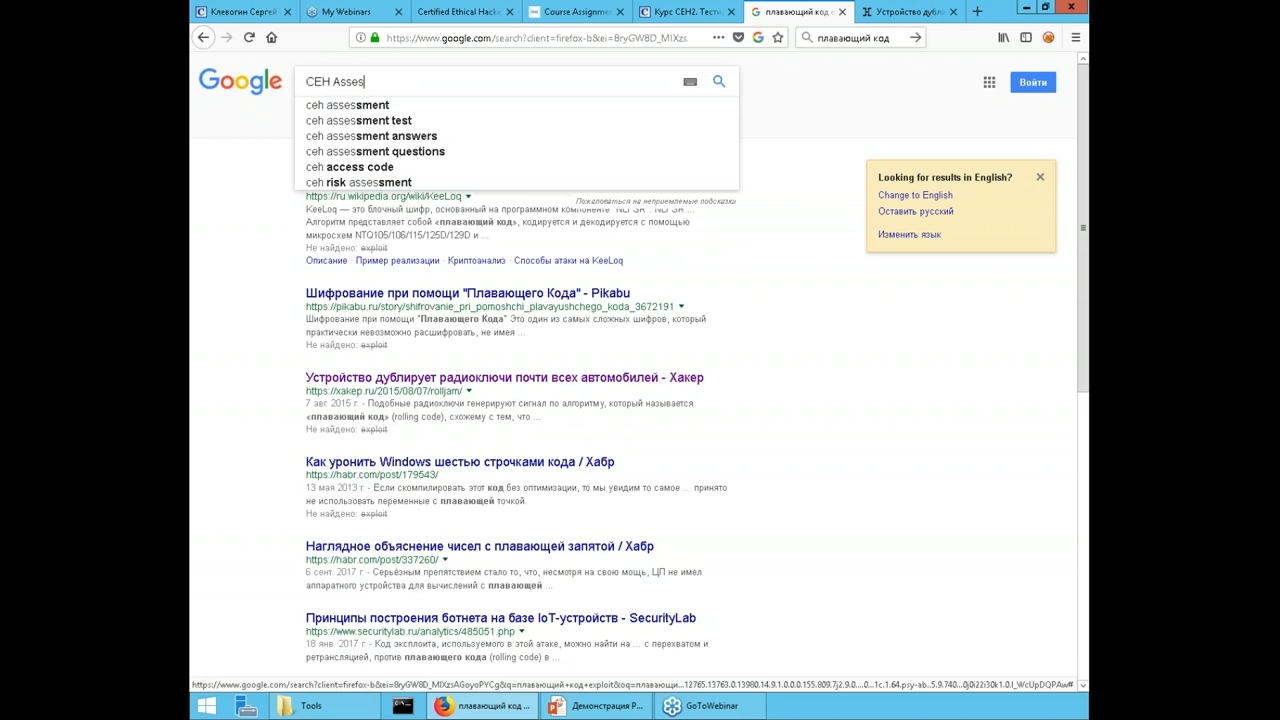 Клевогин Сергей
My Webinars
Certified Ethical Hacke
Course Assignmen
Курс CEH2. Тести
плавающий код e
Устройство дубли
https://www.google.com/search?client=firefox-b&ei=8ryGW8D_MIXzs
плавающий код
Google
CEH Asses
Войти
ceh assessment
ceh assessment test
ceh assessment answers
ceh assessment questions
ceh access code
ceh risk assessment
Пожаловаться на неприемлемые подсказки
Looking for results in English?
Change to English
Оставить русский
Изменить язык
https://ru.wikipedia.org/wiki/KeeLoq
KeeLoq — это блочный шифр, основанный на программном компоненте "NLFSR". NLFSR ...
Алгоритм представляет собой «плавающий код», кодируется и декодируется с помощью
микросхем NTQ105/106/115/125D/129D и ...
Не найдено: exploit
Описание · Пример реализации · Криптоанализ · Способы атаки на KeeLoq
Шифрование при помощи "Плавающего Кода" - Pikabu
https://pikabu.ru/story/shifrovanie_pri_pomoshchi_plavayushchego_koda_3672191
Шифрование при помощи "Плавающего Кода" Это один из самых сложных шифров, который
практически невозможно расшифровать, не имея ...
Не найдено: exploit
Устройство дублирует радиоключи почти всех автомобилей - Хакер
https://xakep.ru/2015/08/07/rolljam/
7 авг. 2015 г. - Подобные радиоключи генерируют сигнал по алгоритму, который называется
«плавающий код» (rolling code), схожему с тем, что ...
Не найдено: exploit
Как уронить Windows шестью строчками кода / Хабр
https://habr.com/post/179543/
13 мая 2013 г. - Если скомпилировать этот код без оптимизации, то мы увидим то самое ... принято
не использовать переменные с плавающей точкой.
Не найдено: exploit
Наглядное объяснение чисел с плавающей запятой / Хабр
https://habr.com/post/337260/
6 сент. 2017 г. - Серьёзным препятствием стало то, что, несмотря на свою мощь, ЦП не имел
аппаратного устройства для вычислений с плавающей ...
Принципы построения ботнета на базе IoT-устройств - SecurityLab
https://www.securitylab.ru/analytics/485051.php
18 янв. 2017 г. - Код эксплоита, используемого в этой атаке, можно найти на ... с перехватом и
ретрансляцией, против плавающего кода (rolling code) в ...
Tools
плавающий код ...
Демонстрация P...
GoToWebinar